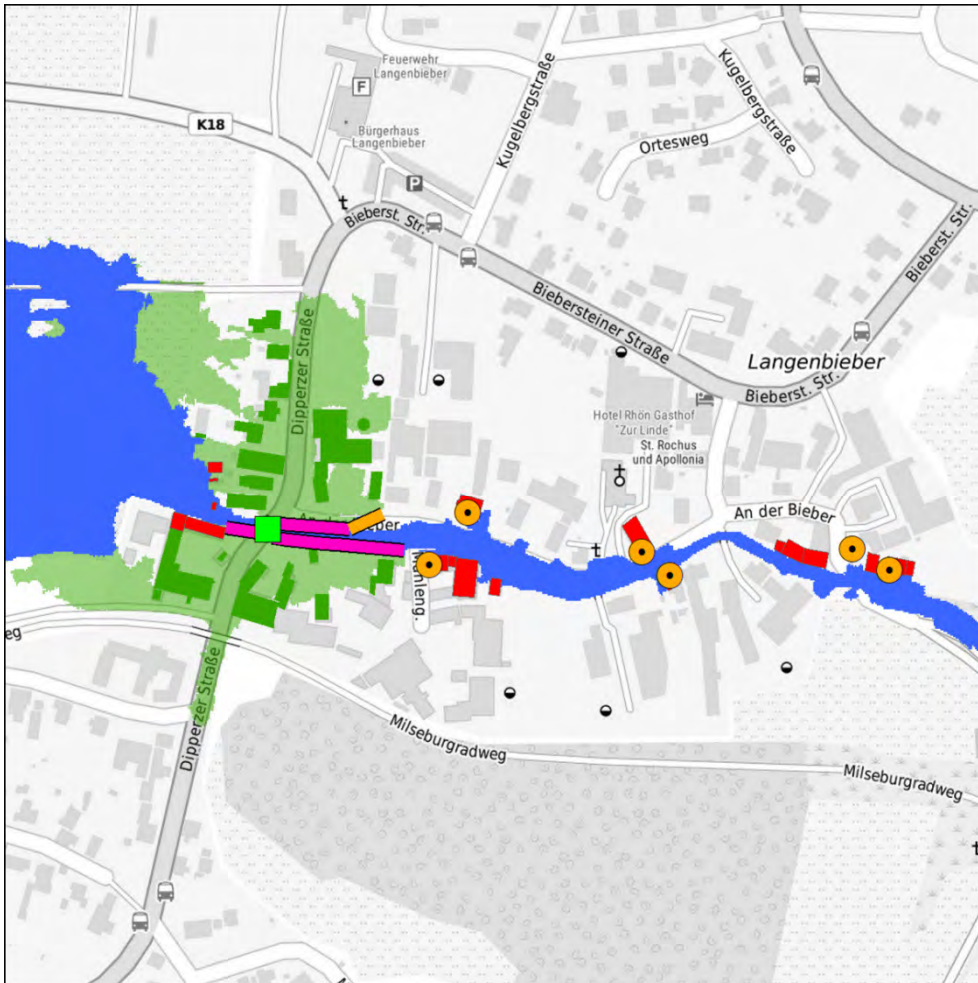 Feuerwehr
Langenbieber
F
K18
Bürgerhaus
Langenbieber
P
Kugelbergstraße
Kugelbergstraße
Ortesweg
Bieberst. Str.
Bieberst. Str.
Biebersteiner Straße
Langenbieber
Bieberst. Str.
Dipperzer Straße
Hotel Rhön Gasthof
"Zur Linde"
St. Rochus
und Apollonia
An der Bieber
Mühleng.
eg
Dipperzer Straße
Milseburgradweg
Milseburgradweg